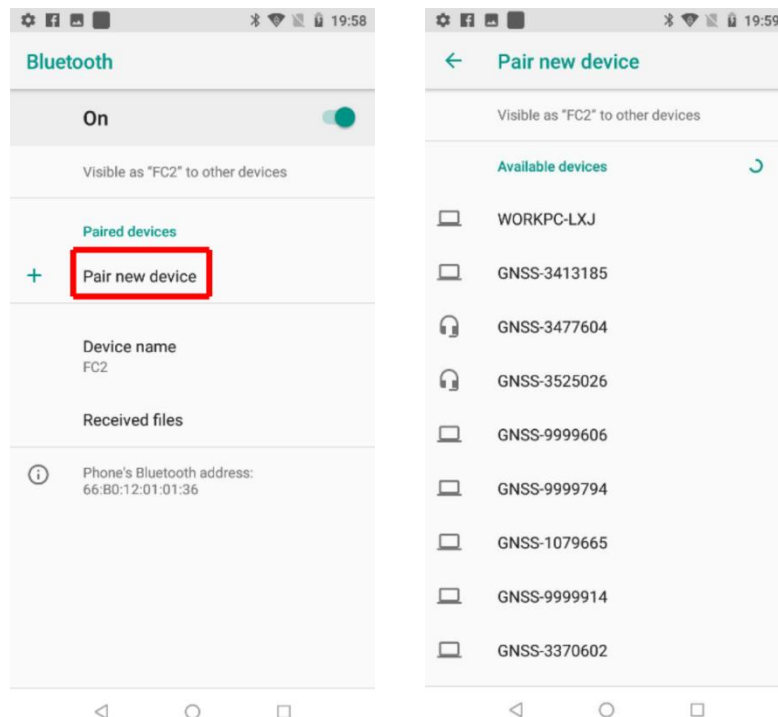 19:58
Bluetooth
On
Visible as "FC2" to other devices
Paired devices
+ Pair new device
Device name
FC2
Received files
Phone's Bluetooth address:
66:B0:12:01:01:36
19:59
Pair new device
Visible as "FC2" to other devices
Available devices
WORKPC-LXJ
GNSS-3413185
GNSS-3477604
GNSS-3525026
GNSS-9999606
GNSS-9999794
GNSS-1079665
GNSS-9999914
GNSS-3370602